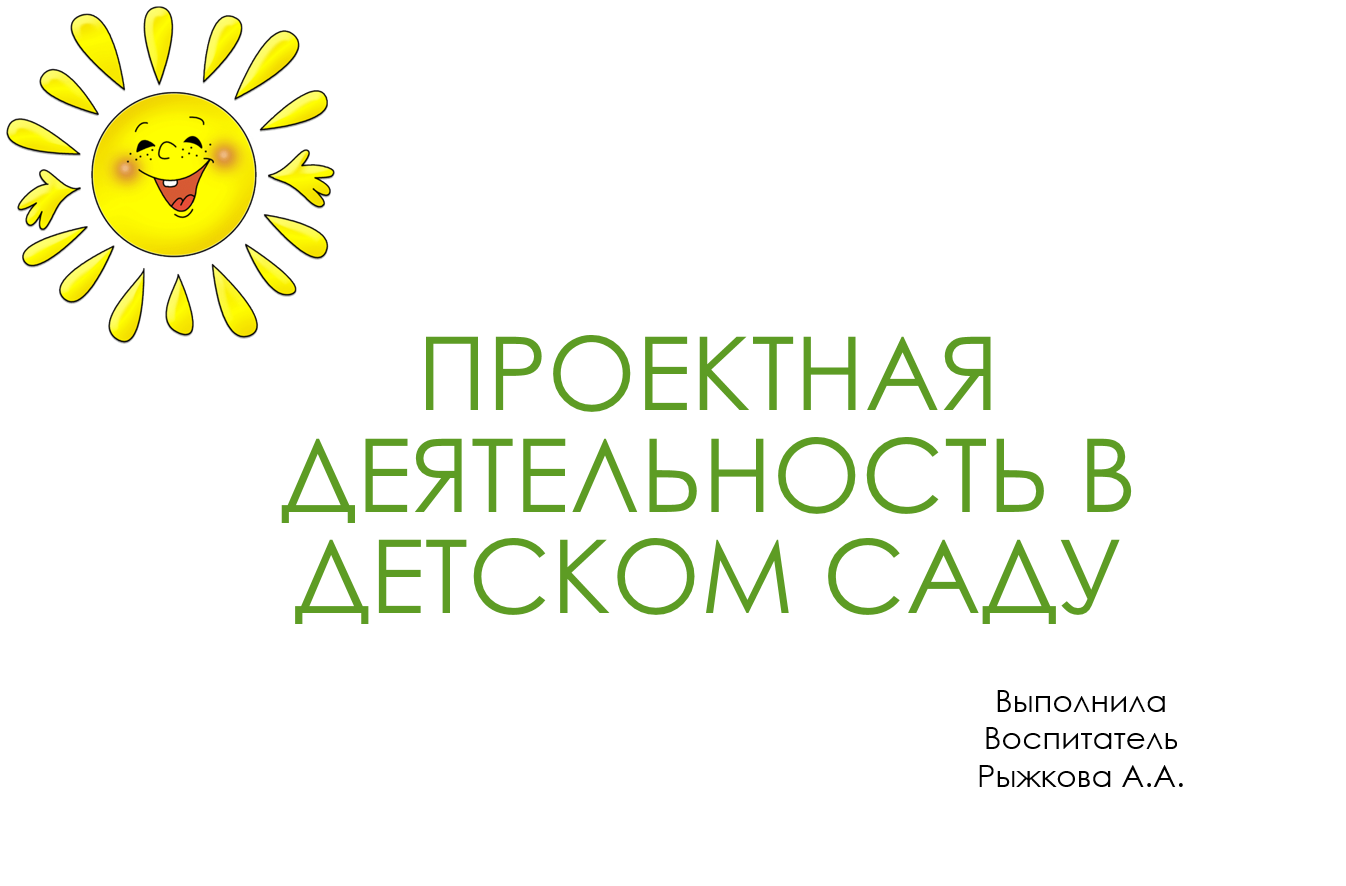 ПРОЕКТНАЯ
ДЕЯТЕЛЬНОСТЬ В
ДЕТСКОМ САДУ
Выполнила
Воспитатель
Рыжкова А.А.